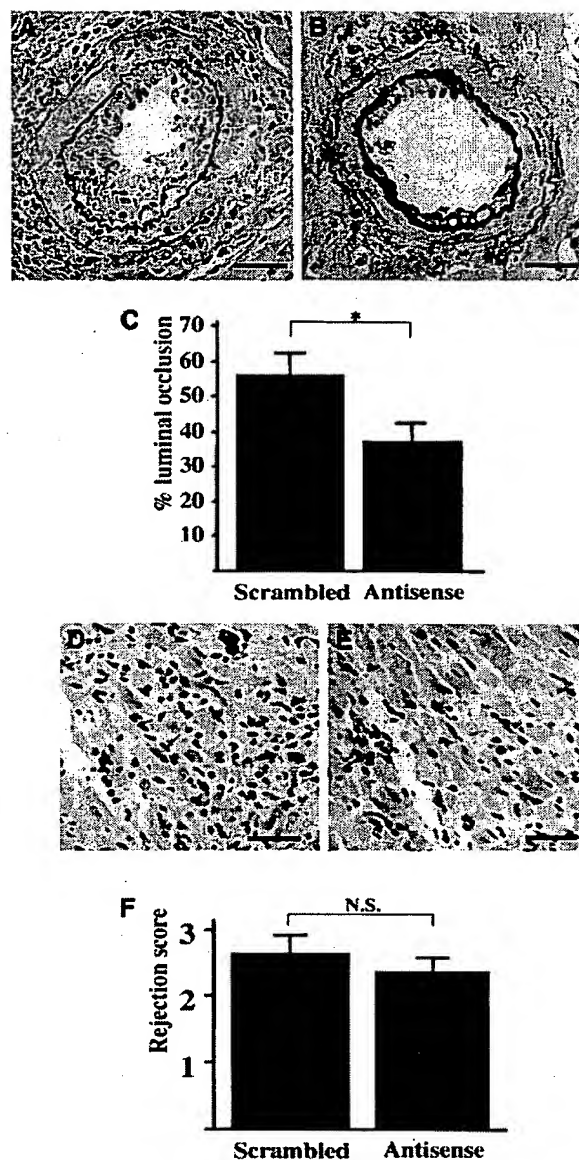 A
B
C
% luminal occlusion
70
60
50
40
30
20
10
*
Scrambled Antisense
D
E
F
Rejection score
3
2
1
N.S.
Scrambled Antisense